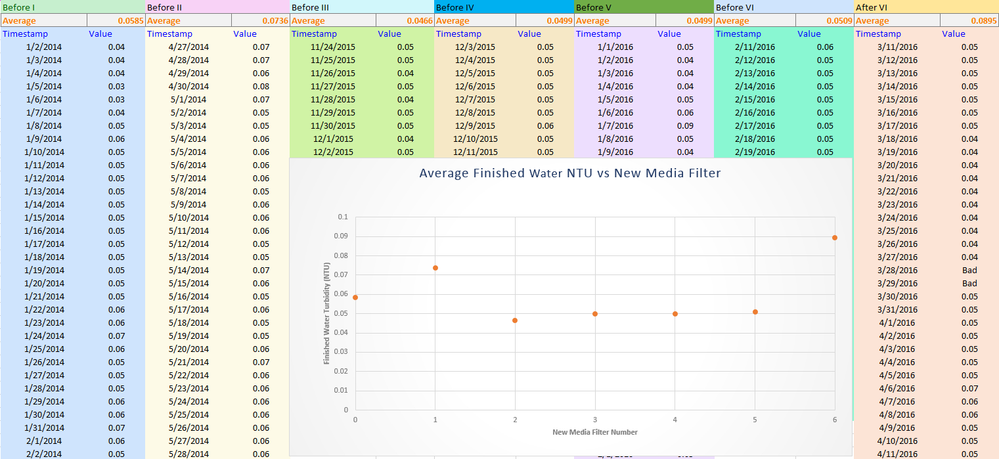 Before I Before II Before III Before IV Before V Before VI After VI
Average 0.0585 Average 0.0736 Average 0.0466 Average 0.0499 Average 0.0499 Average 0.0509 Average 0.0895
Timestamp Value Timestamp Value Timestamp Value Timestamp Value Timestamp Value Timestamp Value Timestamp Value
1/2/2014 0.04 4/27/2014 0.07 11/24/2015 0.05 12/3/2015 0.05 1/1/2016 0.05 2/11/2016 0.06 3/11/2016 0.05
1/3/2014 0.04 4/28/2014 0.07 11/25/2015 0.05 12/4/2015 0.05 1/2/2016 0.04 2/12/2016 0.05 3/12/2016 0.05
1/4/2014 0.04 4/29/2014 0.06 11/26/2015 0.04 12/5/2015 0.05 1/3/2016 0.04 2/13/2016 0.05 3/13/2016 0.05
1/5/2014 0.03 4/30/2014 0.08 11/27/2015 0.05 12/6/2015 0.05 1/4/2016 0.04 2/14/2016 0.05 3/14/2016 0.05
1/6/2014 0.03 5/1/2014 0.07 11/28/2015 0.04 12/7/2015 0.05 1/5/2016 0.05 2/15/2016 0.05 3/15/2016 0.05
1/7/2014 0.04 5/2/2014 0.05 11/29/2015 0.05 12/8/2015 0.05 1/6/2016 0.06 2/16/2016 0.05 3/16/2016 0.05
1/8/2014 0.05 5/3/2014 0.05 11/30/2015 0.05 12/9/2015 0.06 1/7/2016 0.09 2/17/2016 0.05 3/17/2016 0.05
1/9/2014 0.06 5/4/2014 0.06 12/1/2015 0.04 12/10/2015 0.05 1/8/2016 0.05 2/18/2016 0.05 3/18/2016 0.04
1/10/2014 0.05 5/5/2014 0.06 12/2/2015 0.05 12/11/2015 0.05 1/9/2016 0.04 2/19/2016 0.05 3/19/2016 0.04
1/11/2014 0.05 5/6/2014 0.06 3/20/2016 0.04
1/12/2014 0.05 5/7/2014 0.06 3/21/2016 0.04
1/13/2014 0.05 5/8/2014 0.05 3/22/2016 0.04
1/14/2014 0.05 5/9/2014 0.06 3/23/2016 0.04
1/15/2014 0.05 5/10/2014 0.06 3/24/2016 0.04
1/16/2014 0.05 5/11/2014 0.06 3/25/2016 0.04
1/17/2014 0.05 5/12/2014 0.05 3/26/2016 0.04
1/18/2014 0.05 5/13/2014 0.05 3/27/2016 0.04
1/19/2014 0.05 5/14/2014 0.07 3/28/2016 Bad
1/20/2014 0.05 5/15/2014 0.06 3/29/2016 Bad
1/21/2014 0.05 5/16/2014 0.05 3/30/2016 0.05
1/22/2014 0.06 5/17/2014 0.06 3/31/2016 0.05
1/23/2014 0.06 5/18/2014 0.05 4/1/2016 0.05
1/24/2014 0.07 5/19/2014 0.05 4/2/2016 0.05
1/25/2014 0.06 5/20/2014 0.06 4/3/2016 0.05
1/26/2014 0.05 5/21/2014 0.07 4/4/2016 0.05
1/27/2014 0.05 5/22/2014 0.06 4/5/2016 0.05
1/28/2014 0.05 5/23/2014 0.06 4/6/2016 0.07
1/29/2014 0.06 5/24/2014 0.06 4/7/2016 0.06
1/30/2014 0.06 5/25/2014 0.06 4/8/2016 0.06
1/31/2014 0.07 5/26/2014 0.06 4/9/2016 0.05
2/1/2014 0.06 5/27/2014 0.06 4/10/2016 0.05
2/2/2014 0.05 5/28/2014 0.06 4/11/2016 0.05
Average Finished Water NTU vs New Media Filter
Finished Water Turbidity (NTU)
0.1
0.09
0.08
0.07
0.06
0.05
0.04
0.03
0.02
0.01
0
0 1 2 3 4 5 6
New Media Filter Number